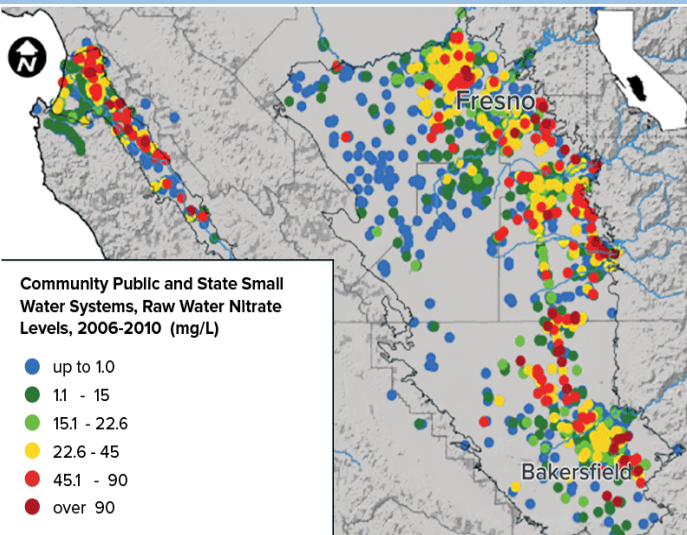 N
Fresno
Community Public and State Small
Water Systems, Raw Water Nitrate
Levels, 2006-2010 (mg/L)
up to 1.0
1.1 - 15
15.1 - 22.6
22.6 - 45
45.1 - 90
over 90
Bakersfield